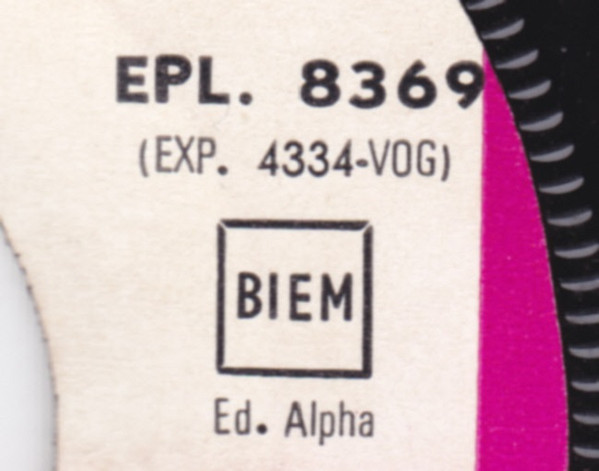 EPL. 8369
(EXP. 4334-VOG)
BIEM
Ed. Alpha